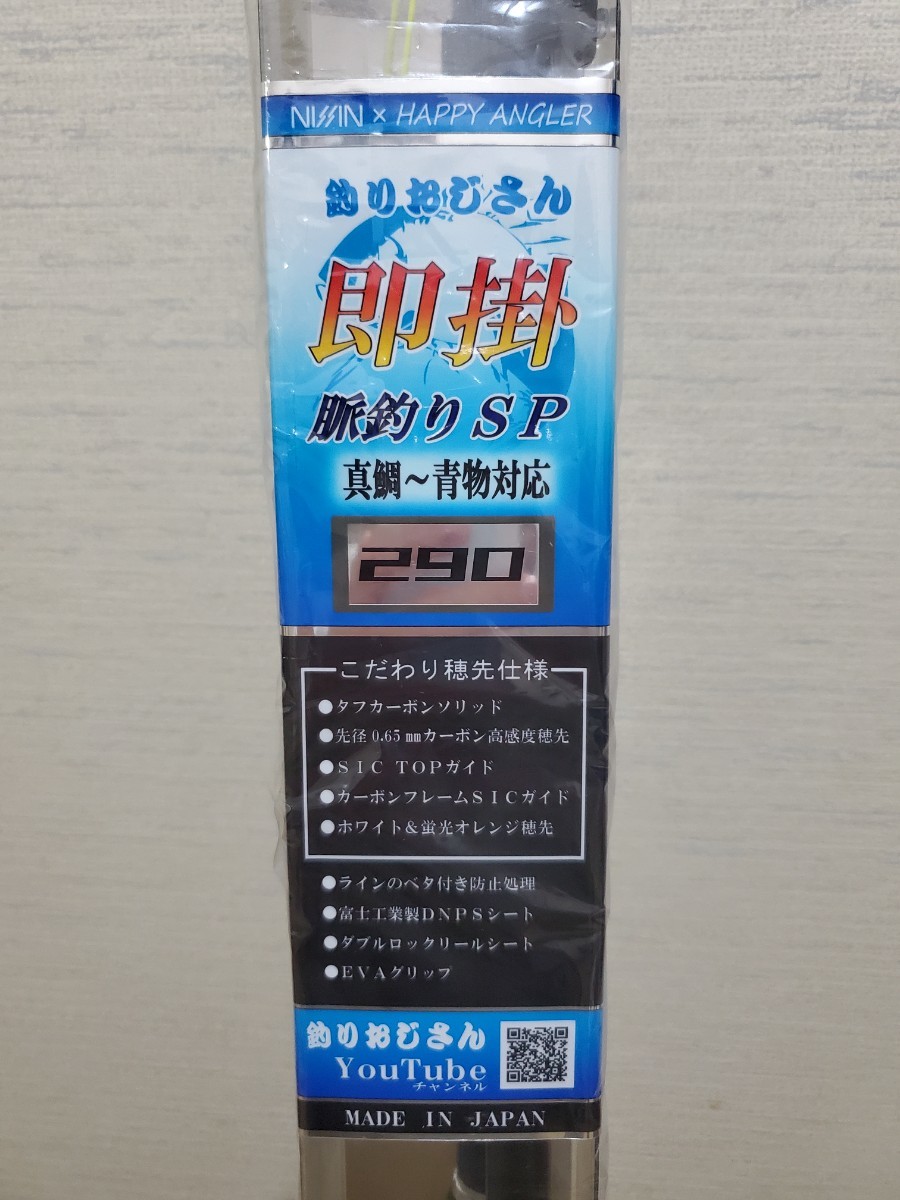 NISSIN × HAPPY ANGLER
釣りおじさん
即掛
脈釣りSP
真鯛～青物対応
290
こだわり穂先仕様
●タフカーボンソリッド
●先径0.65㎜カーボン高感度穂先
●SIC TOPガイド
●カーボンフレームSICガイド
●ホワイト＆蛍光オレンジ穂先
●ラインのベタ付き防止処理
●富士工業製DNPSシート
●ダブルロックリールシート
●EVAグリップ
釣りおじさん
YouTube
チャンネル
MADE IN JAPAN